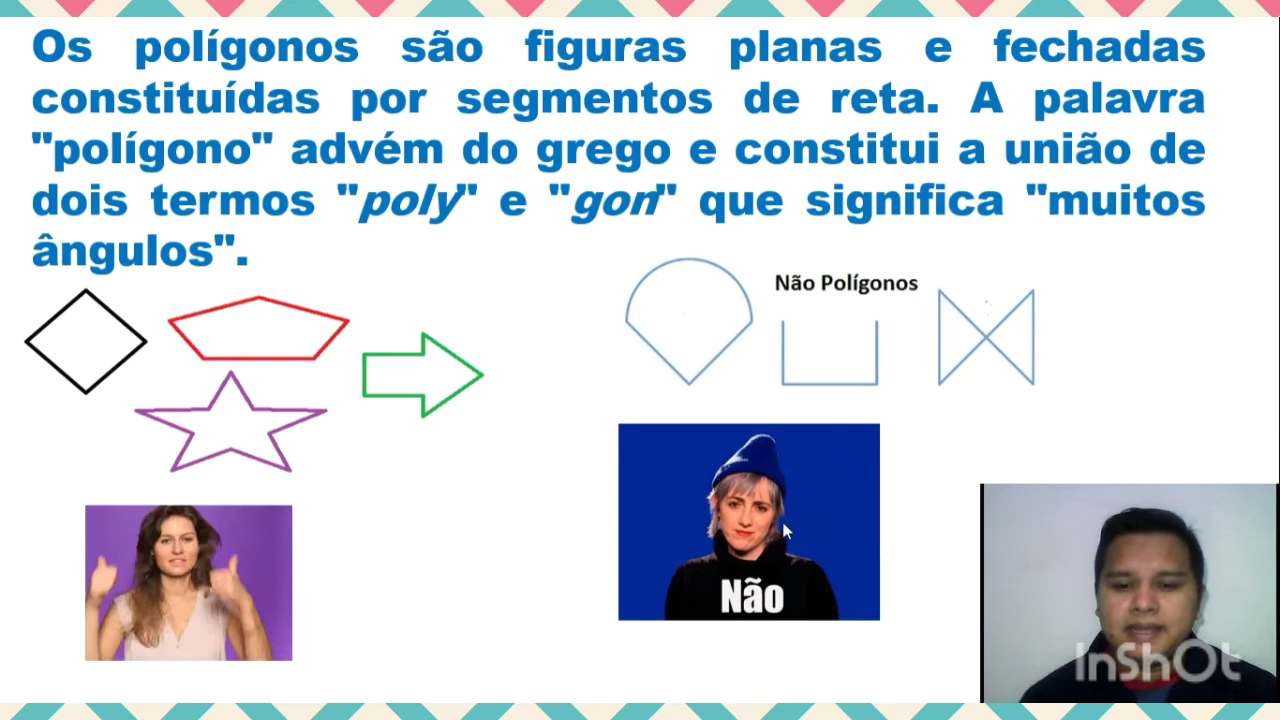 Os polígonos são figuras planas e fechadas
constituídas por segmentos de reta. A palavra
"polígono" advém do grego e constitui a união de
dois termos "poly" e "gon" que significa "muitos
ângulos".
Não Polígonos
Não
InShOt